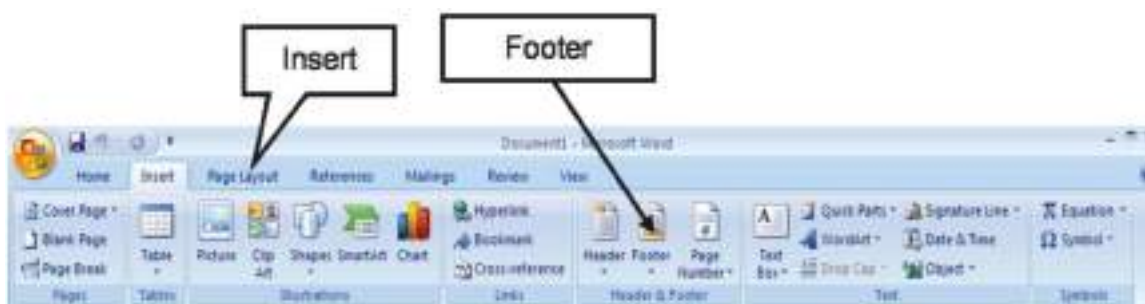 Insert
Footer
Document1 - Microsoft Word
Home Insert Page Layout References Mailings Review View
Cover Page
Blank Page
Page Break
Table
Picture Clip Art Shapes SmartArt Chart
Hyperlink
Bookmark
Cross-reference
Header Footer Page Number
A
Text Box
Quick Parts Signature Line
WordArt Date & Time
Drop Cap Object
Equation
Symbol
Pages Tables Illustrations Links Header & Footer Text Symbols